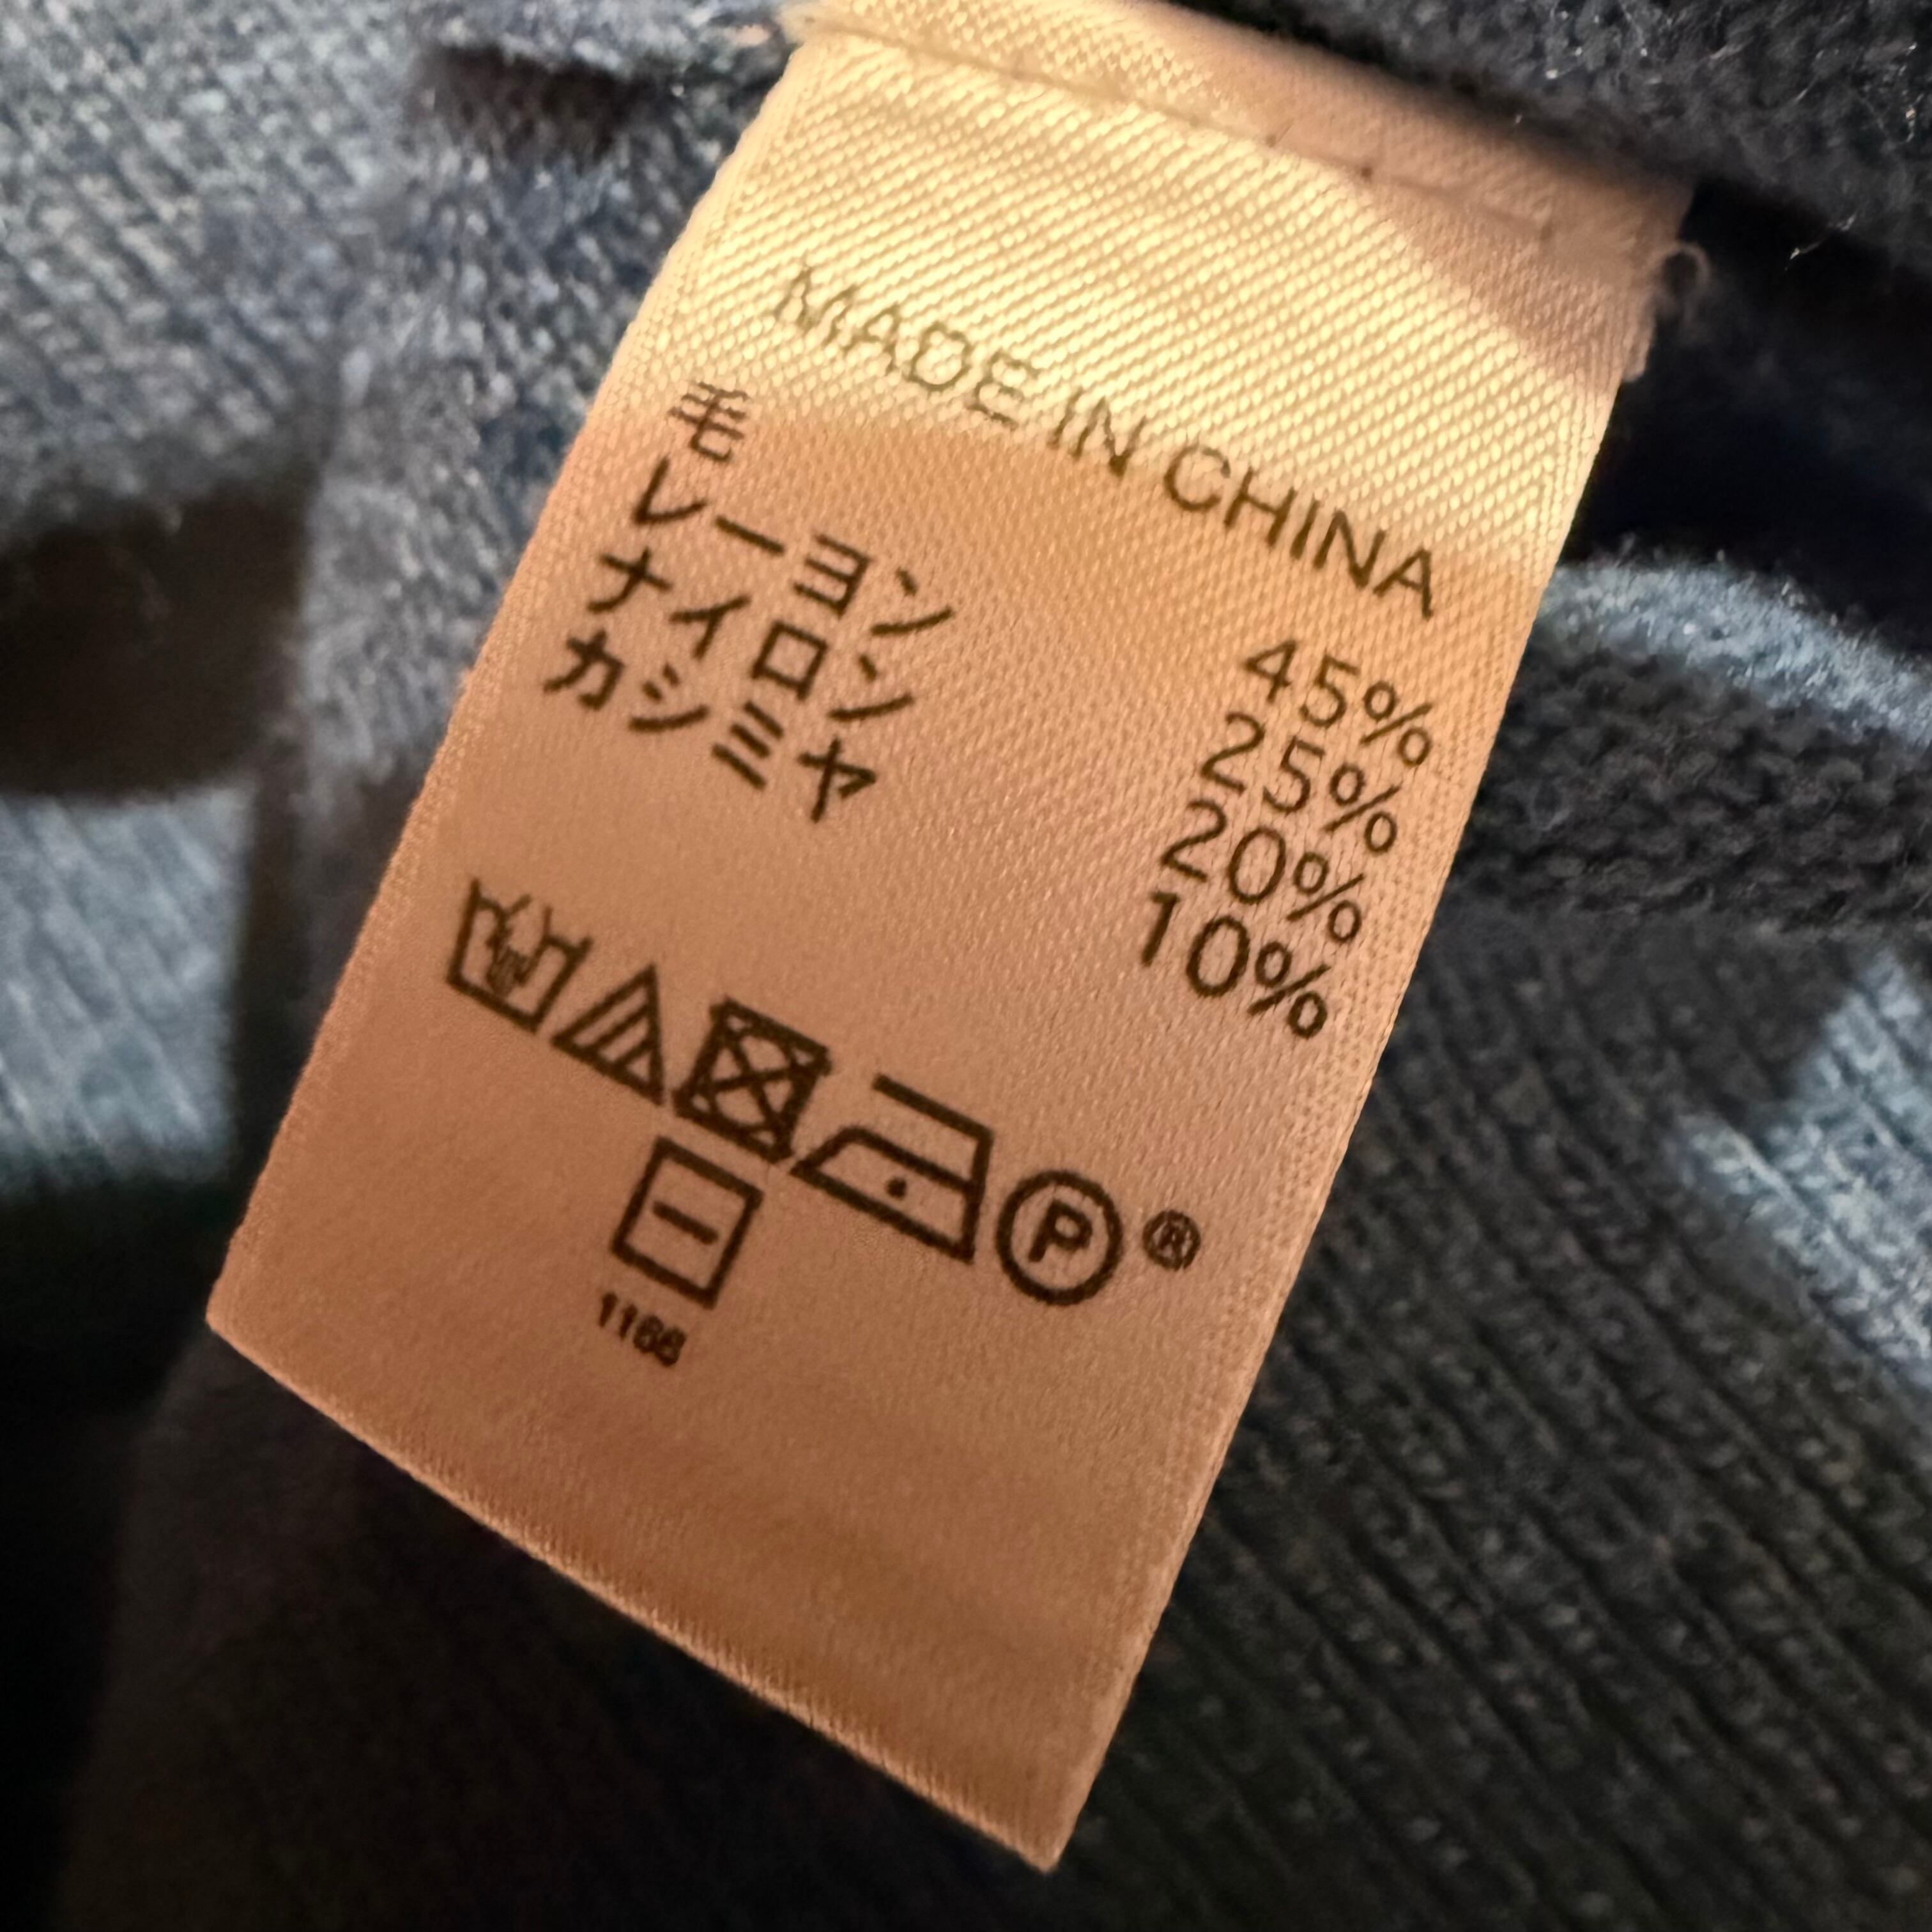 MADE IN CHINA
毛 45%
レーヨン 25%
ナイロン 20%
カシミヤ 10%
P ®
1166